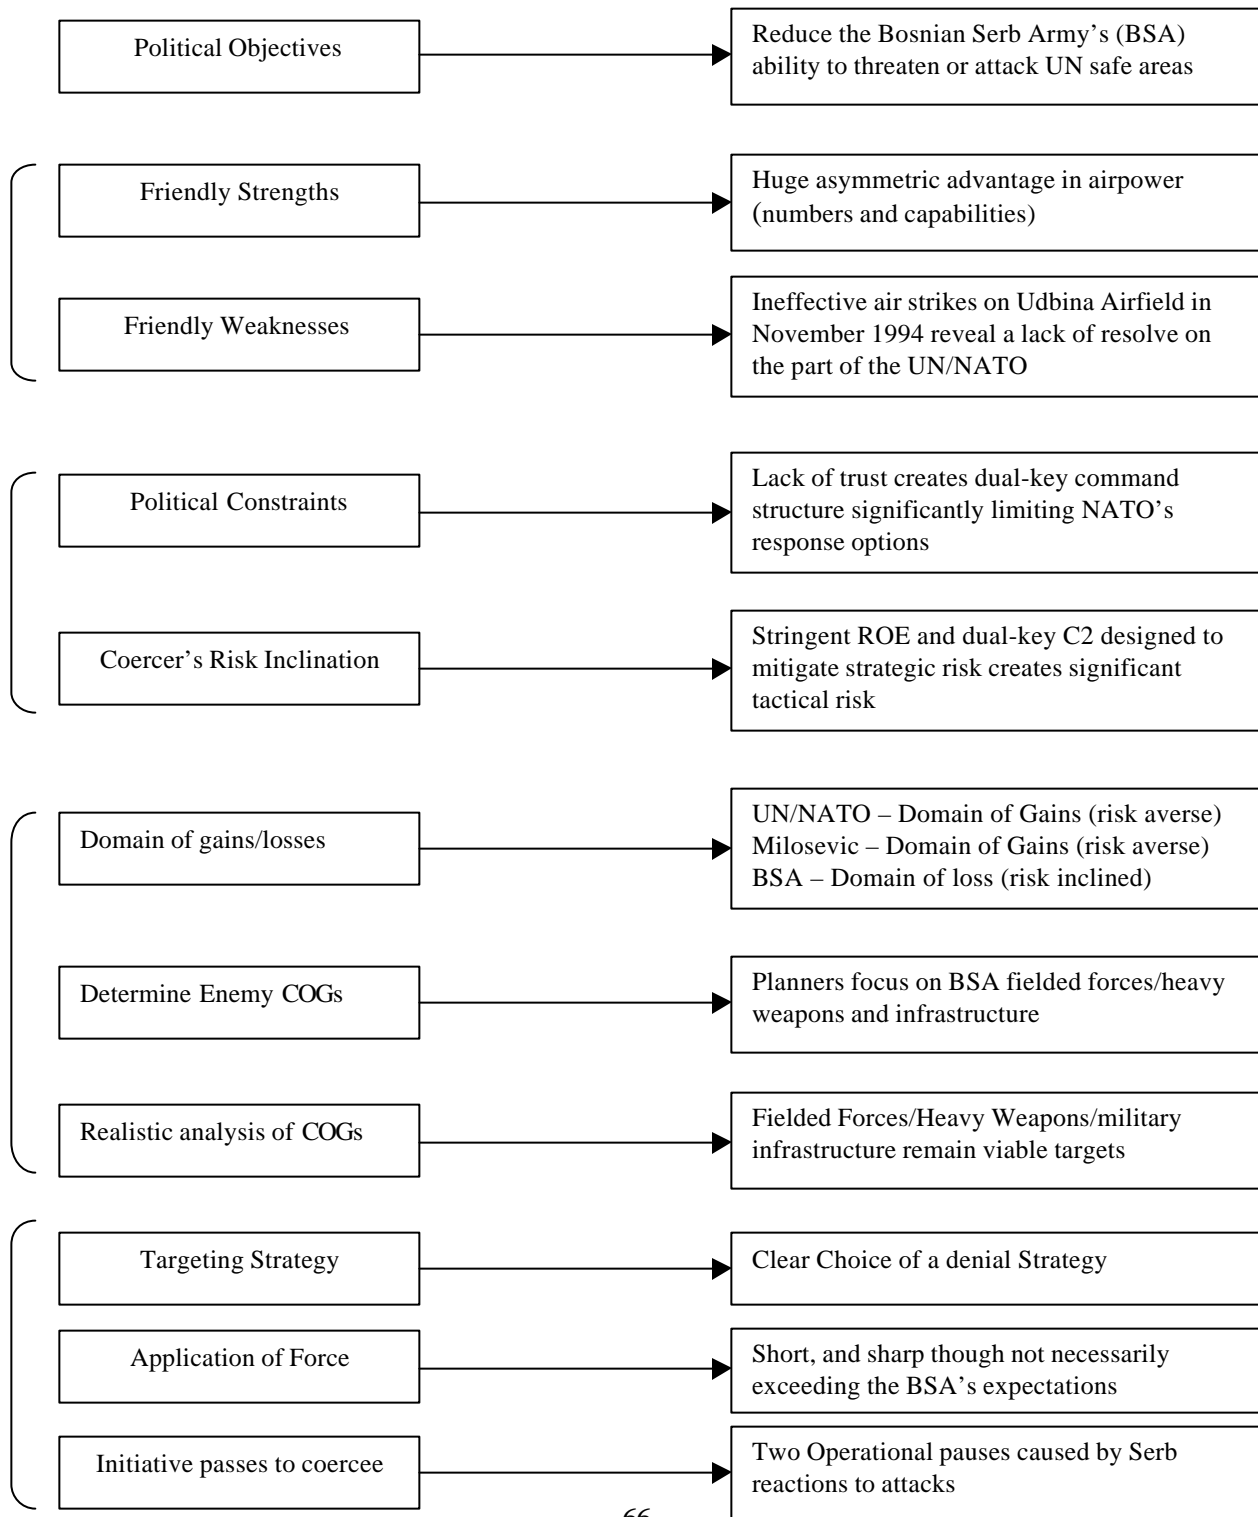 Political Objectives
Reduce the Bosnian Serb Army's (BSA)
ability to threaten or attack UN safe areas
Friendly Strengths
Huge asymmetric advantage in airpower
(numbers and capabilities)
Friendly Weaknesses
Ineffective air strikes on Udbina Airfield in
November 1994 reveal a lack of resolve on
the part of the UN/NATO
Political Constraints
Lack of trust creates dual-key command
structure significantly limiting NATO's
response options
Coercer's Risk Inclination
Stringent ROE and dual-key C2 designed to
mitigate strategic risk creates significant
tactical risk
Domain of gains/losses
UN/NATO – Domain of Gains (risk averse)
Milosevic – Domain of Gains (risk averse)
BSA – Domain of loss (risk inclined)
Determine Enemy COGs
Planners focus on BSA fielded forces/heavy
weapons and infrastructure
Realistic analysis of COGs
Fielded Forces/Heavy Weapons/military
infrastructure remain viable targets
Targeting Strategy
Clear Choice of a denial Strategy
Application of Force
Short, and sharp though not necessarily
exceeding the BSA's expectations
Initiative passes to coercee
Two Operational pauses caused by Serb
reactions to attacks
66